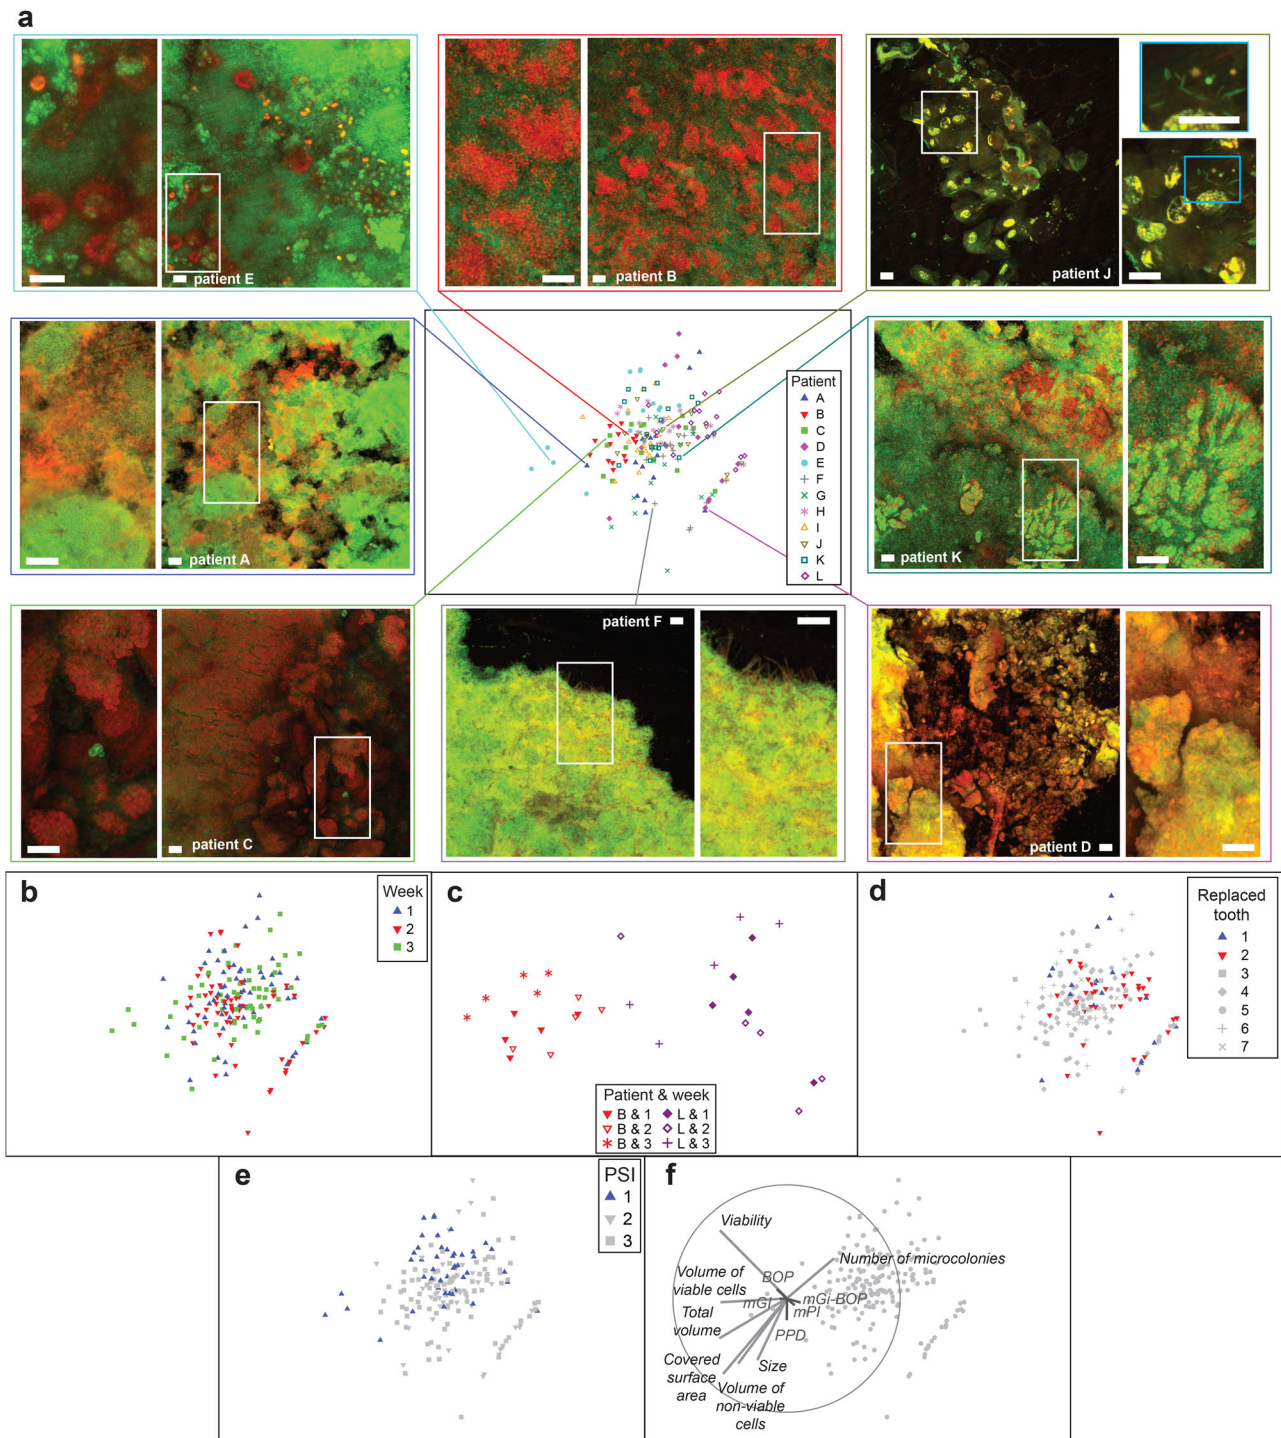 a
patient E
patient B
patient J
patient A
Patient
A
B
C
D
E
F
G
H
I
J
K
L
patient K
patient C
patient F
patient D
b
Week
1
2
3
c
Patient & week
B & 1
L & 1
B & 2
L & 2
B & 3
L & 3
d
Replaced
tooth
1
2
3
4
5
6
7
e
PSI
1
2
3
f
Viability
Number of microcolonies
BOP
Volume of
viable cells
mGI
mGi-BOP
mPI
Total
volume
PPD
Covered
surface
area
Size
Volume of
non-viable
cells